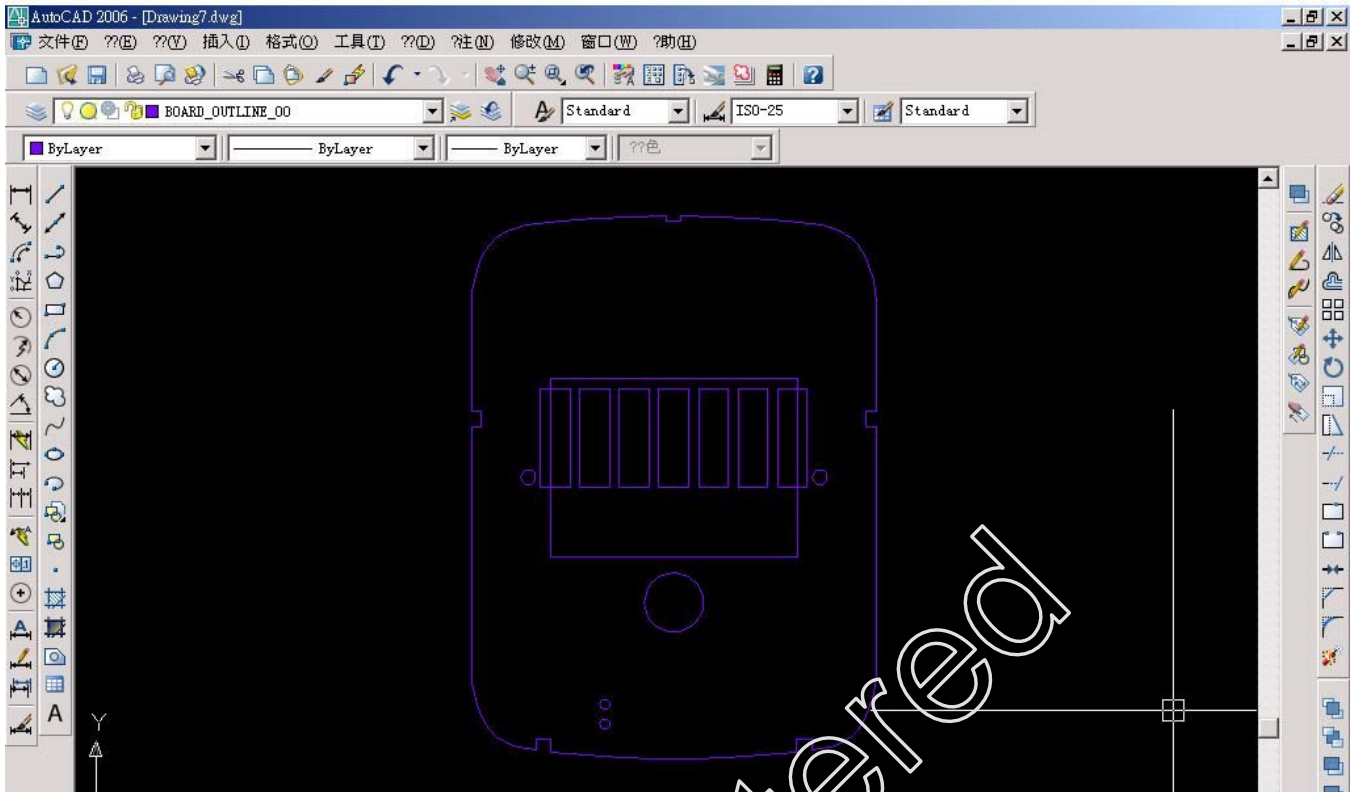 AutoCAD 2006 - [Drawing7.dwg]
文件(F) ??(E) ??(V) 插入(I) 格式(O) 工具(T) ??(D) ?注(N) 修改(M) 窗口(W) ?助(H)
BOARD_OUTLINE_00 Standard ISO-25 Standard
ByLayer ByLayer ByLayer ??色
A
Y
tered